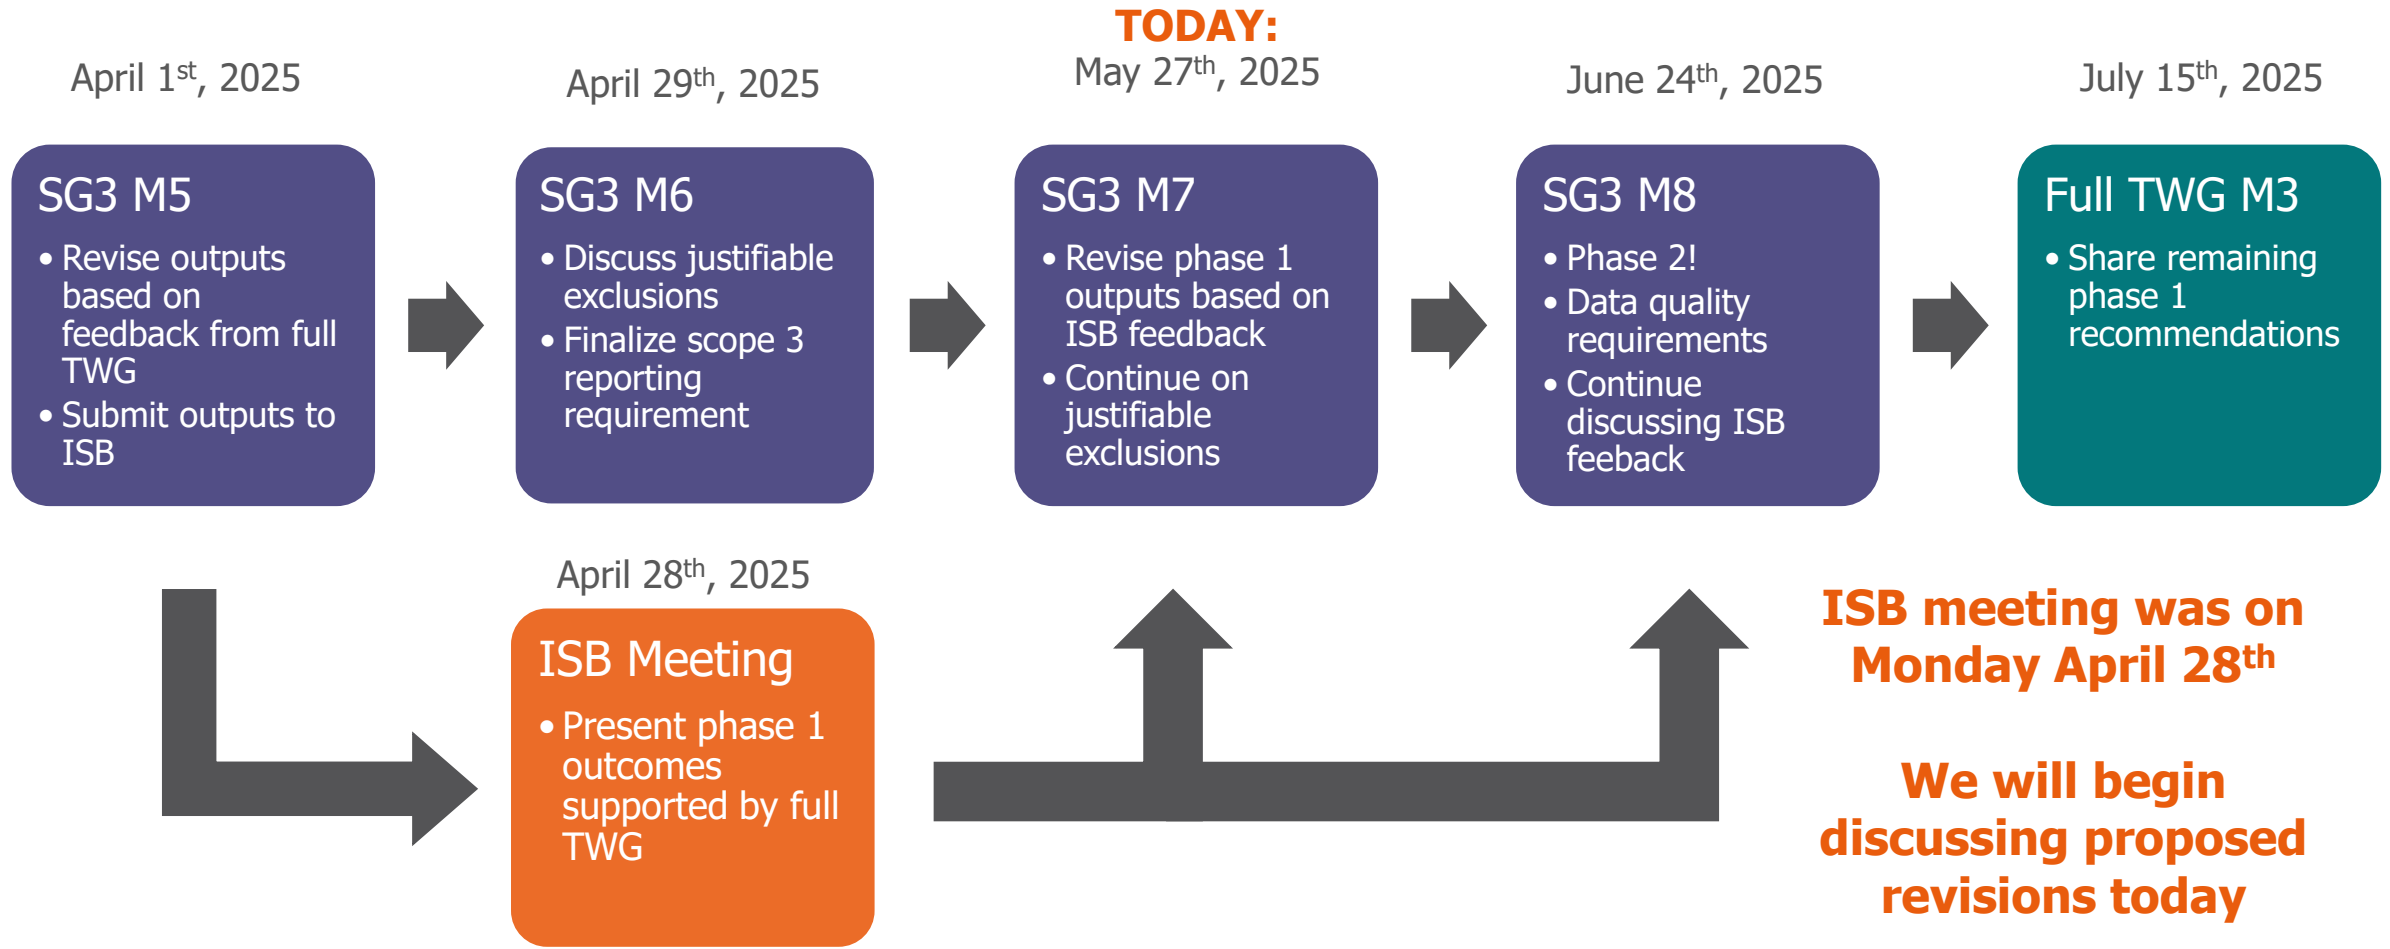 TODAY:
April 1st, 2025
April 29th, 2025
May 27th, 2025
June 24th, 2025
July 15th, 2025
SG3 M5
• Revise outputs
based on
feedback from full
TWG
• Submit outputs to
ISB
SG3 M6
• Discuss justifiable
exclusions
• Finalize scope 3
reporting
requirement
SG3 M7
• Revise phase 1
outputs based on
ISB feedback
• Continue on
justifiable
exclusions
SG3 M8
• Phase 2!
• Data quality
requirements
• Continue
discussing ISB
feeback
Full TWG M3
• Share remaining
phase 1
recommendations
April 28th, 2025
ISB Meeting
• Present phase 1
outcomes
supported by full
TWG
ISB meeting was on
Monday April 28th
We will begin
discussing proposed
revisions today